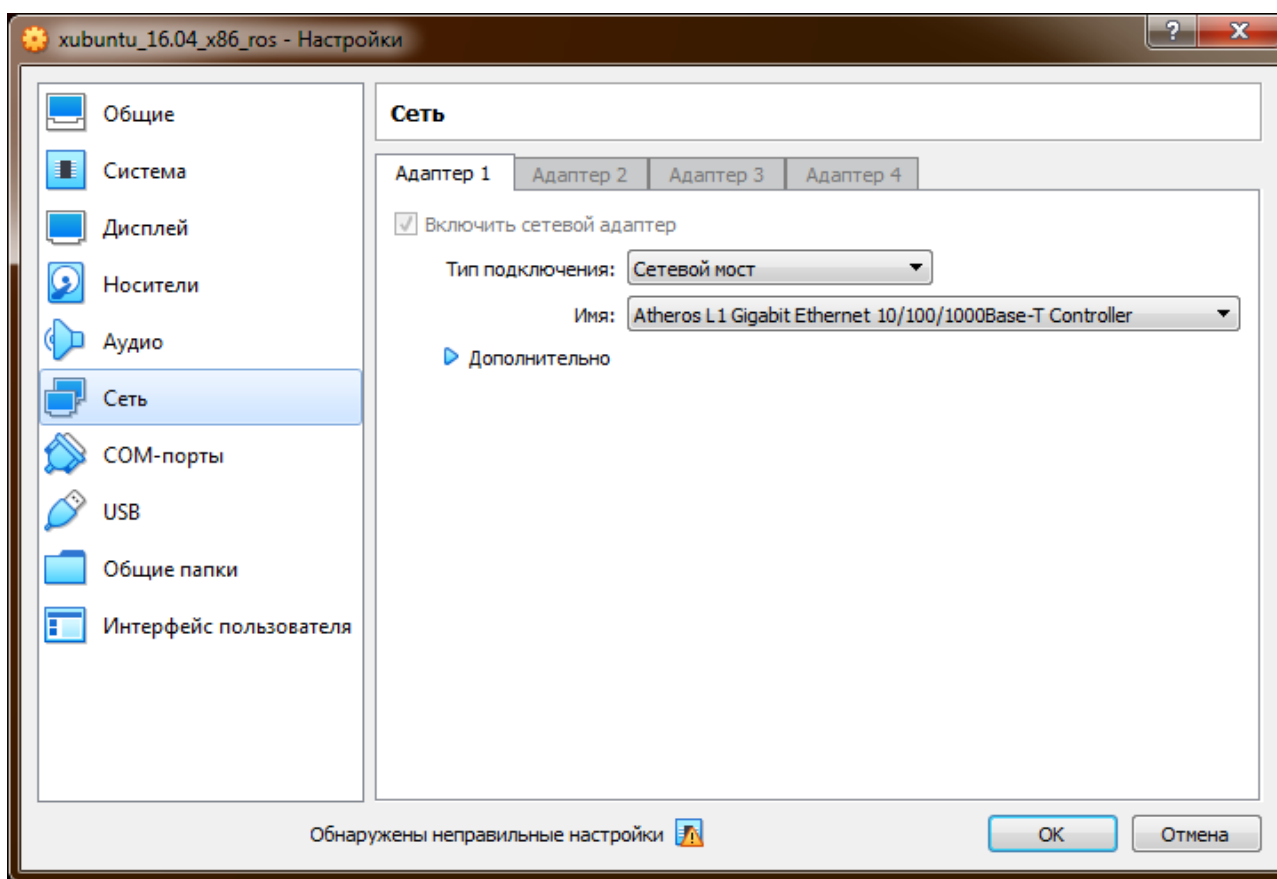 xubuntu_16.04_x86_ros - Настройки
?
Общие
Система
Дисплей
Носители
Аудио
Сеть
COM-порты
USB
Общие папки
Интерфейс пользователя
Сеть
Адаптер 1 Адаптер 2 Адаптер 3 Адаптер 4
Включить сетевой адаптер
Тип подключения: Сетевой мост
Имя: Atheros L1 Gigabit Ethernet 10/100/1000Base-T Controller
Дополнительно
Обнаружены неправильные настройки
OK Отмена